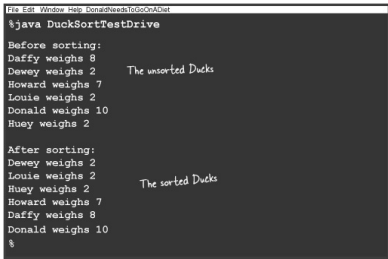 File Edit Window Help DonaldNeedsToGoOnADiet
%java DuckSortTestDrive
Before sorting:
Daffy weighs 8
Dewey weighs 2
The unsorted Ducks
Howard weighs 7
Louie weighs 2
Donald weighs 10
Huey weighs 2
After sorting:
Dewey weighs 2
Louie weighs 2
The sorted Ducks
Huey weighs 2
Howard weighs 7
Daffy weighs 8
Donald weighs 10
%